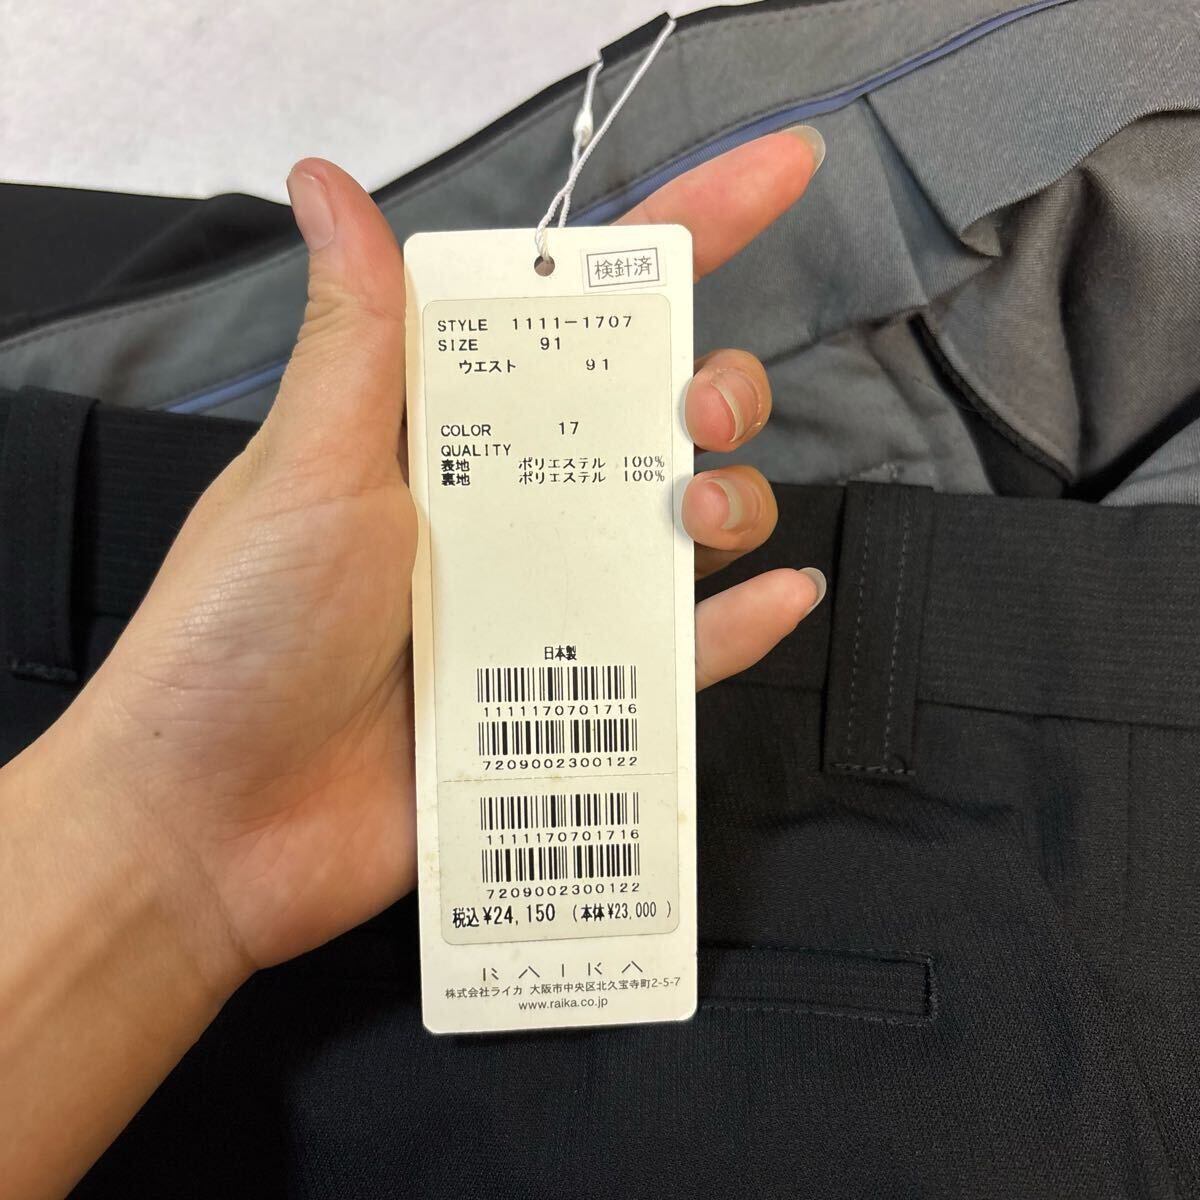 検針済
STYLE 1111-1707
SIZE 91
ウエスト 91
COLOR 17
QUALITY
表地 ポリエステル 100%
裏地 ポリエステル 100%
日本製
1111170701716
7209002300122
1111170701716
7209002300122
税込¥24,150 (本体¥23,000 )
RAIKA
株式会社ライカ 大阪市中央区北久宝寺町2-5-7
www.raika.co.jp